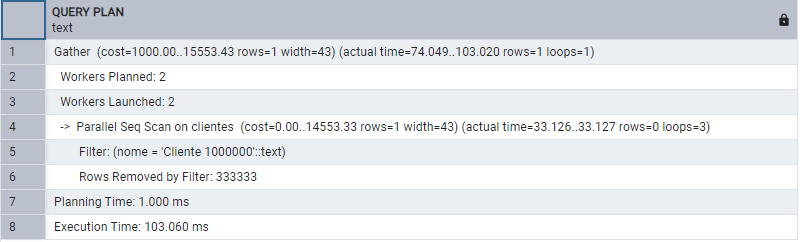 QUERY PLAN
text
1 Gather (cost=1000.00..15553.43 rows=1 width=43) (actual time=74.049..103.020 rows=1 loops=1)
2 Workers Planned: 2
3 Workers Launched: 2
4 -> Parallel Seq Scan on clientes (cost=0.00..14553.33 rows=1 width=43) (actual time=33.126..33.127 rows=0 loops=3)
5 Filter: (nome = 'Cliente 1000000'::text)
6 Rows Removed by Filter: 333333
7 Planning Time: 1.000 ms
8 Execution Time: 103.060 ms